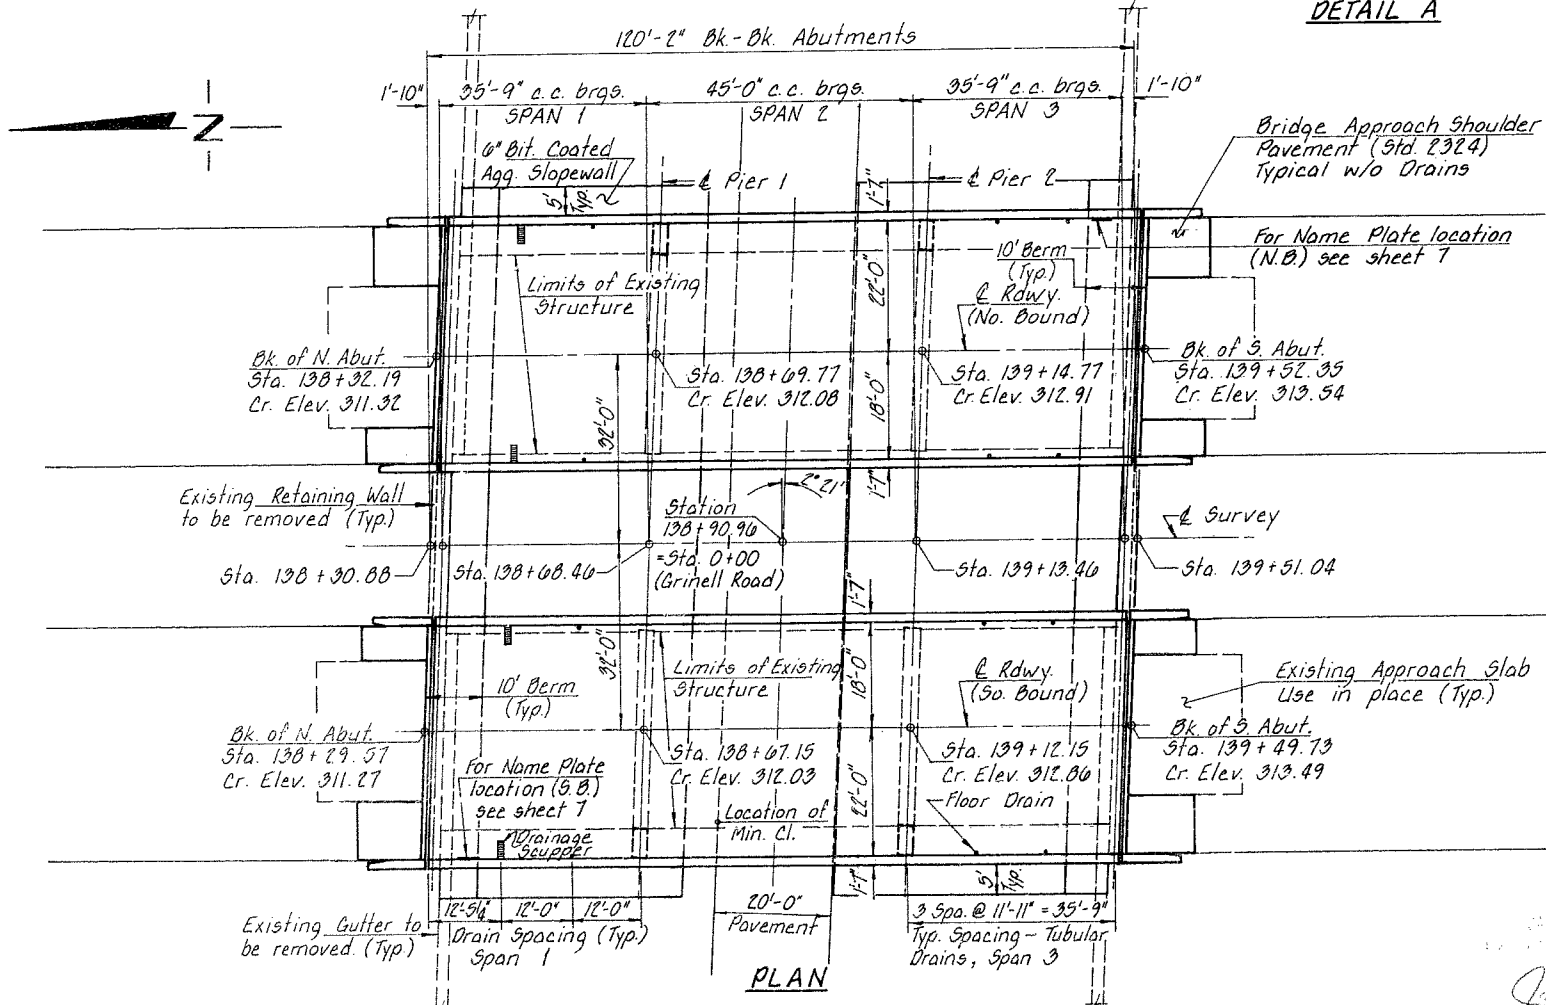 DETAIL A
120'-2" Bk.-Bk. Abutments
1'-10"
35'-9" c.c. brgs.
SPAN 1
45'-0" c.c. brgs.
SPAN 2
35'-9" c.c. brgs.
SPAN 3
1'-10"
N
6" Bit. Coated
Agg. Slopewall
5'
Typ.
℄ Pier 1
℄ Pier 2
1'-7"
Bridge Approach Shoulder
Pavement (Std. 2324)
Typical w/o Drains
For Name Plate location
(N.B.) see sheet 7
10' Berm
(Typ.)
22'-0"
Limits of Existing
Structure
℄ Rdwy.
(No. Bound)
Bk. of N. Abut.
Sta. 138+32.19
Cr. Elev. 311.32
Sta. 138+69.77
Cr. Elev. 312.08
Sta. 139+14.77
Cr. Elev. 312.91
Bk. of S. Abut.
Sta. 139+52.35
Cr. Elev. 313.54
18'-0"
32'-0"
1'-7"
2° 21'
Existing Retaining Wall
to be removed (Typ.)
Station
138+90.96
=Sta. 0+00
(Grinell Road)
℄ Survey
Sta. 138+30.88
Sta. 138+68.46
Sta. 139+13.46
Sta. 139+51.04
1'-7"
32'-0"
Limits of Existing
Structure
18'-0"
℄ Rdwy.
(So. Bound)
Existing Approach Slab
Use in place (Typ.)
10' Berm
(Typ.)
Bk. of N. Abut.
Sta. 138+29.57
Cr. Elev. 311.27
Sta. 138+67.15
Cr. Elev. 312.03
Sta. 139+12.15
Cr. Elev. 312.86
Bk. of S. Abut.
Sta. 139+49.73
Cr. Elev. 313.49
For Name Plate
location (S.B.)
see sheet 7
22'-0"
Floor Drain
Location of
Min. Cl.
Drainage
Scupper
1'-7"
5'
Typ.
Existing Gutter to
be removed. (Typ.)
12'-5¼"
12'-0"
12'-0"
Drain Spacing (Typ.)
Span 1
20'-0"
Pavement
3 Spa. @ 11'-11" = 35'-9"
Typ. Spacing - Tubular
Drains, Span 3
PLAN